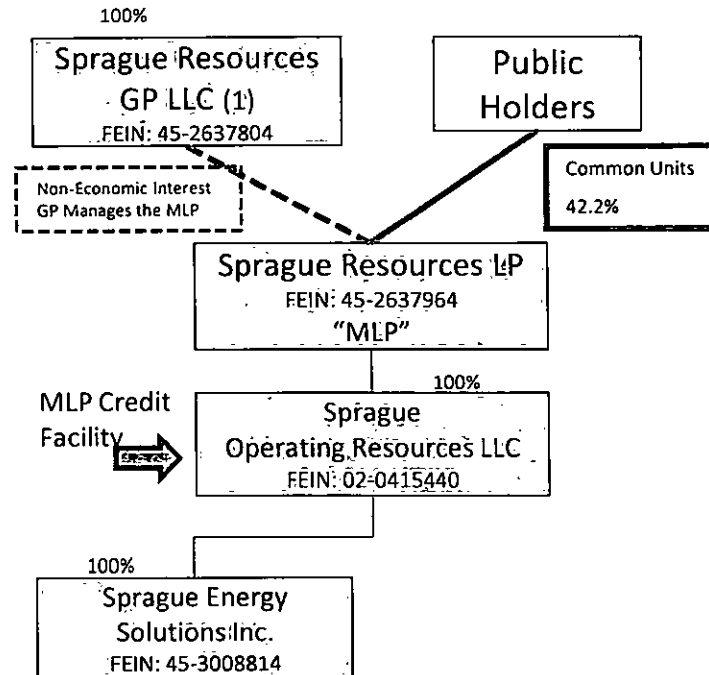 100%
Sprague Resources
GP LLC (1)
FEIN: 45-2637804
Public
Holders
Non-Economic Interest
GP Manages the MLP
Common Units
42.2%
Sprague Resources LP
FEIN: 45-2637964
"MLP"
100%
MLP Credit
Facility
Sprague
Operating Resources LLC
FEIN: 02-0415440
100%
Sprague Energy
Solutions Inc.
FEIN: 45-3008814